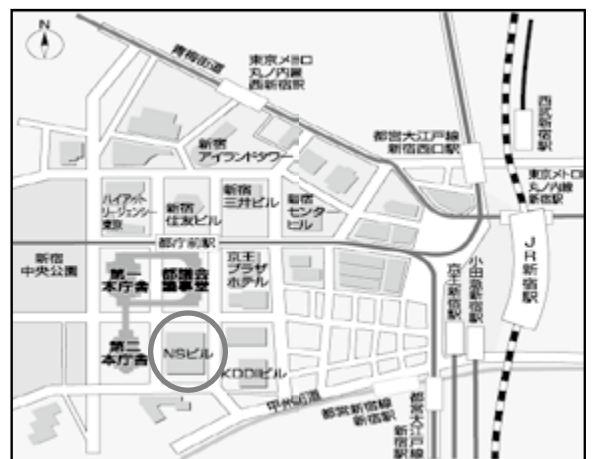 N
青梅街道
東京メトロ
丸ノ内線
西新宿駅
西武新宿駅
都営大江戸線
新宿西口駅
新宿
アイランドタワー
東京メトロ
丸ノ内線
新宿駅
ハイアット
リージェンシー
東京
新宿
住友ビル
新宿
三井ビル
新宿
センター
ビル
都庁前駅
JR新宿駅
新宿
中央公園
第一
本庁舎
都議会
議事堂
京王
プラザ
ホテル
京王新宿駅
小田急新宿駅
第二
本庁舎
NSビル
KDDIビル
甲州街道
都営新宿線
新宿駅
都営大江戸線
新宿駅